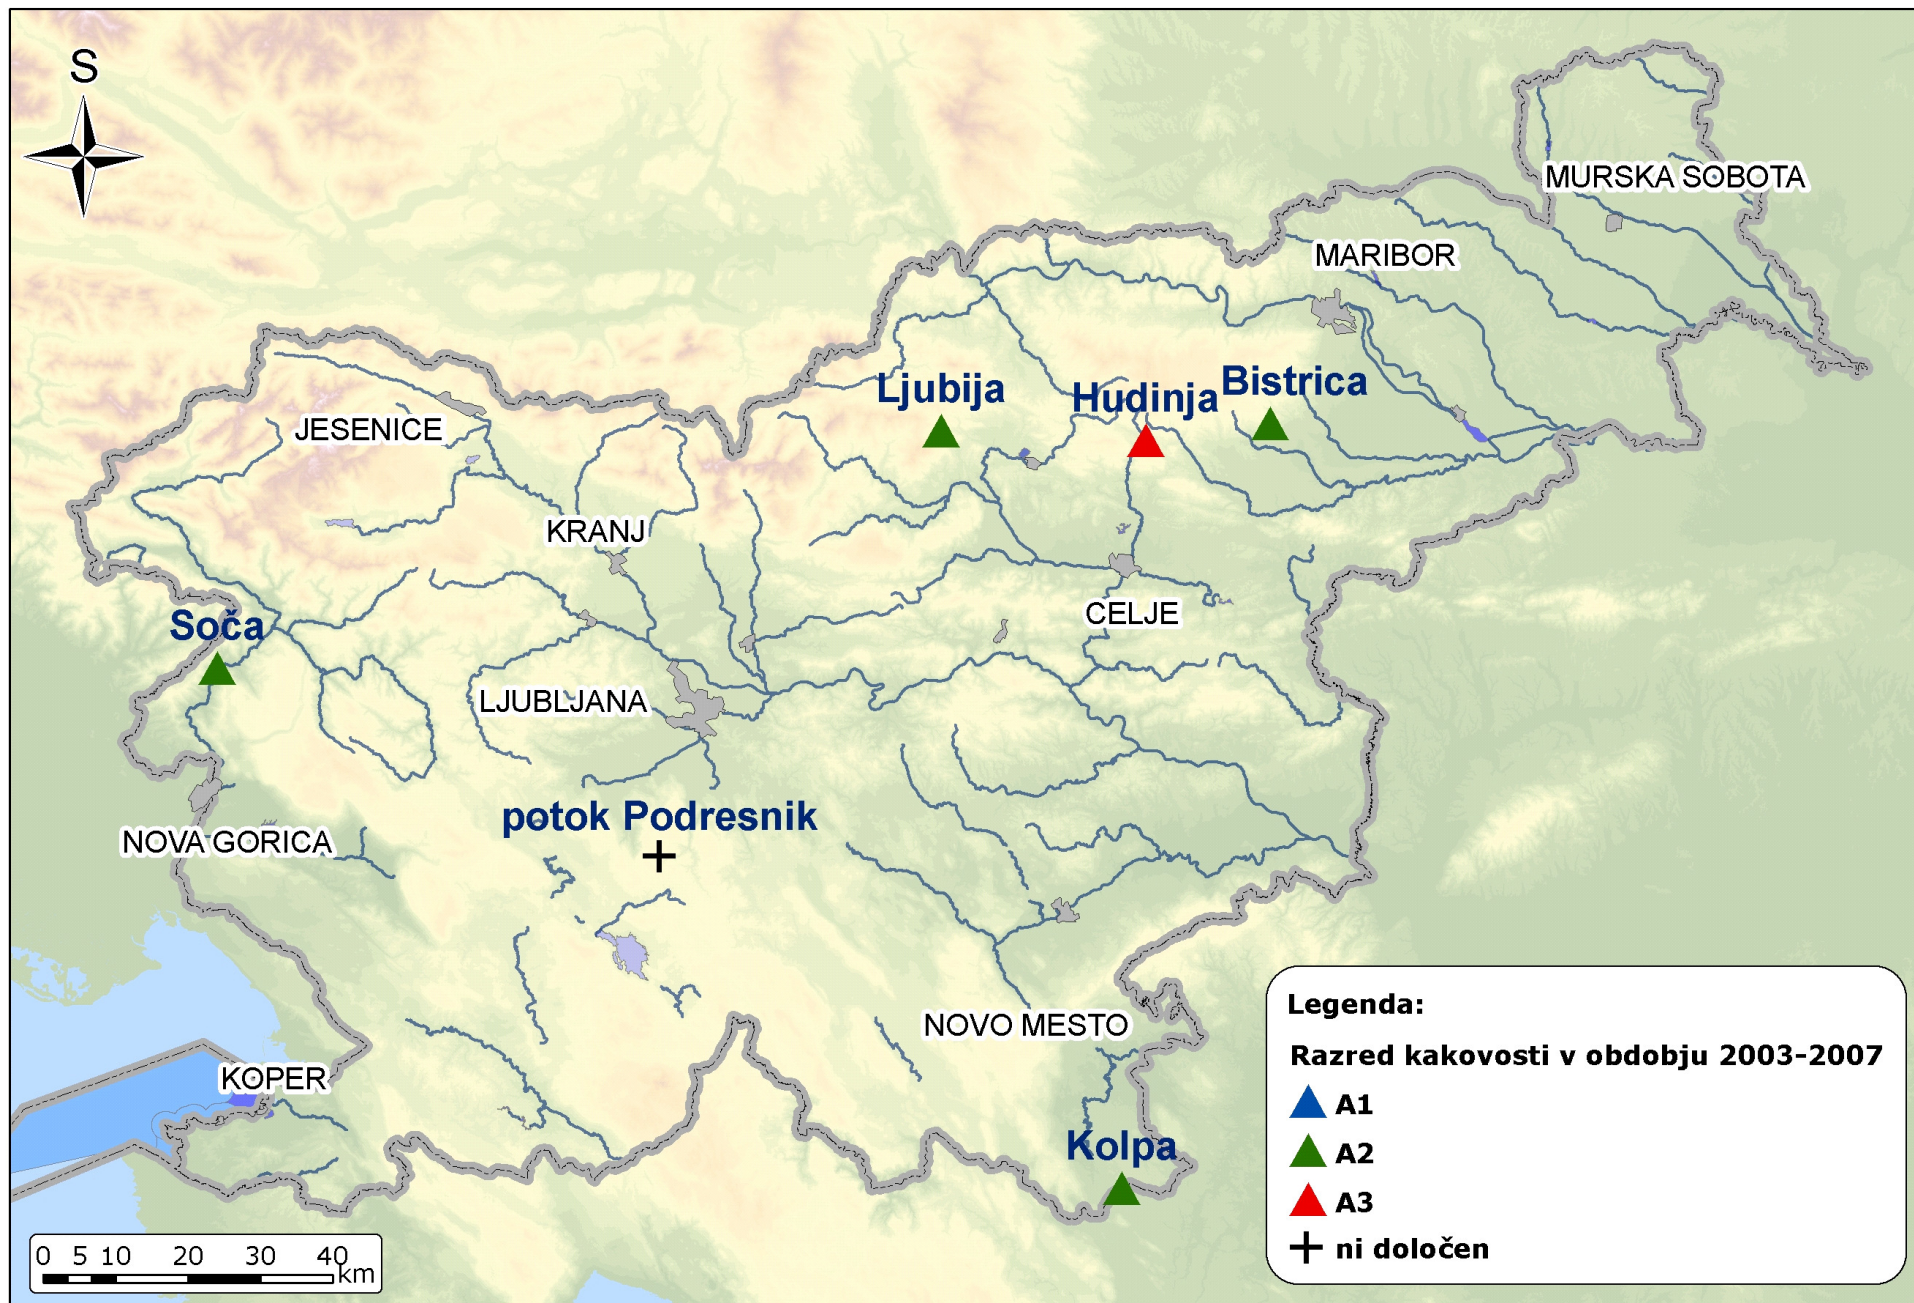 S
MURSKA SOBOTA
MARIBOR
Ljubija
Hudinja
Bistrica
JESENICE
KRANJ
CELJE
Soča
LJUBLJANA
potok Podresnik
NOVA GORICA
NOVO MESTO
KOPER
Kolpa
Legenda:
Razred kakovosti v obdobju 2003-2007
A1
A2
A3
ni določen
0 5 10 20 30 40
km